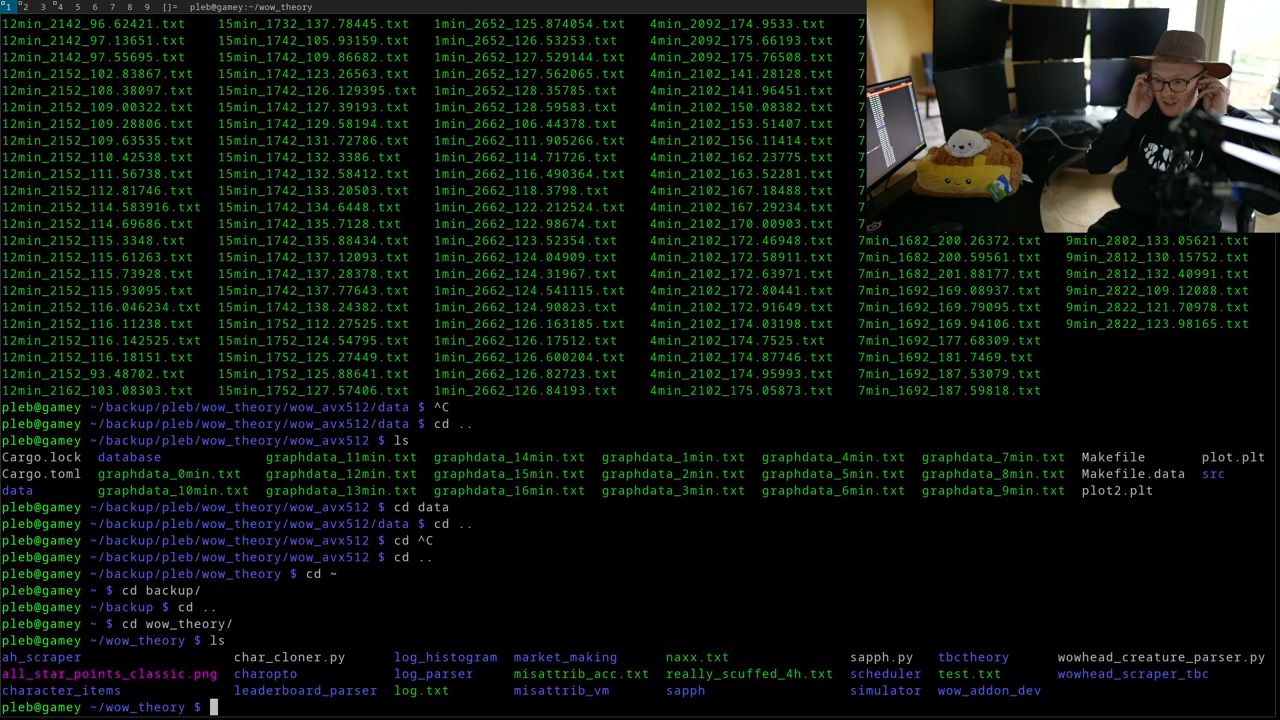 1 2 3 4 5 6 7 8 9 []= pleb@gamey:~/wow_theory
12min_2142_96.62421.txt 15min_1732_137.78445.txt 1min_2652_125.874054.txt 4min_2092_174.9533.txt 7
12min_2142_97.13651.txt 15min_1742_105.93159.txt 1min_2652_126.53253.txt 4min_2092_175.66193.txt 7
12min_2142_97.55695.txt 15min_1742_109.86682.txt 1min_2652_127.529144.txt 4min_2092_175.76508.txt 7
12min_2152_102.83867.txt 15min_1742_123.26563.txt 1min_2652_127.562065.txt 4min_2102_141.28128.txt 7
12min_2152_108.38097.txt 15min_1742_126.129395.txt 1min_2652_128.35785.txt 4min_2102_141.96451.txt 7
12min_2152_109.00322.txt 15min_1742_127.39193.txt 1min_2652_128.59583.txt 4min_2102_150.08382.txt 7
12min_2152_109.28806.txt 15min_1742_129.58194.txt 1min_2662_106.44378.txt 4min_2102_153.51407.txt 7
12min_2152_109.63535.txt 15min_1742_131.72786.txt 1min_2662_111.905266.txt 4min_2102_156.11414.txt 7
12min_2152_110.42538.txt 15min_1742_132.3386.txt 1min_2662_114.71726.txt 4min_2102_162.23775.txt 7
12min_2152_111.56738.txt 15min_1742_132.58412.txt 1min_2662_116.490364.txt 4min_2102_163.52281.txt 7
12min_2152_112.81746.txt 15min_1742_133.20503.txt 1min_2662_118.3798.txt 4min_2102_167.18488.txt 7
12min_2152_114.583916.txt 15min_1742_134.6448.txt 1min_2662_122.212524.txt 4min_2102_167.29234.txt 7
12min_2152_114.69686.txt 15min_1742_135.7128.txt 1min_2662_122.98674.txt 4min_2102_170.00903.txt 7
12min_2152_115.3348.txt 15min_1742_135.88434.txt 1min_2662_123.52354.txt 4min_2102_172.46948.txt 7min_1682_200.26372.txt 9min_2802_133.05621.txt
12min_2152_115.61263.txt 15min_1742_137.12093.txt 1min_2662_124.04909.txt 4min_2102_172.58911.txt 7min_1682_200.59561.txt 9min_2812_130.15752.txt
12min_2152_115.73928.txt 15min_1742_137.28378.txt 1min_2662_124.31967.txt 4min_2102_172.63971.txt 7min_1682_201.88177.txt 9min_2812_132.40991.txt
12min_2152_115.93095.txt 15min_1742_137.77643.txt 1min_2662_124.541115.txt 4min_2102_172.80441.txt 7min_1692_169.08937.txt 9min_2822_109.12088.txt
12min_2152_116.046234.txt 15min_1742_138.24382.txt 1min_2662_124.90823.txt 4min_2102_172.91649.txt 7min_1692_169.79095.txt 9min_2822_121.70978.txt
12min_2152_116.11238.txt 15min_1752_112.27525.txt 1min_2662_126.163185.txt 4min_2102_174.03198.txt 7min_1692_169.94106.txt 9min_2822_123.98165.txt
12min_2152_116.142525.txt 15min_1752_124.54795.txt 1min_2662_126.17512.txt 4min_2102_174.7525.txt 7min_1692_177.68309.txt
12min_2152_116.18151.txt 15min_1752_125.27449.txt 1min_2662_126.600204.txt 4min_2102_174.87746.txt 7min_1692_181.7469.txt
12min_2152_93.48702.txt 15min_1752_125.88641.txt 1min_2662_126.82723.txt 4min_2102_174.95993.txt 7min_1692_187.53079.txt
12min_2162_103.08303.txt 15min_1752_127.57406.txt 1min_2662_126.84193.txt 4min_2102_175.05873.txt 7min_1692_187.59818.txt
pleb@gamey ~/backup/pleb/wow_theory/wow_avx512/data $ ^C
pleb@gamey ~/backup/pleb/wow_theory/wow_avx512/data $ cd ..
pleb@gamey ~/backup/pleb/wow_theory/wow_avx512 $ ls
Cargo.lock database graphdata_11min.txt graphdata_14min.txt graphdata_1min.txt graphdata_4min.txt graphdata_7min.txt Makefile plot.plt
Cargo.toml graphdata_0min.txt graphdata_12min.txt graphdata_15min.txt graphdata_2min.txt graphdata_5min.txt graphdata_8min.txt Makefile.data src
data graphdata_10min.txt graphdata_13min.txt graphdata_16min.txt graphdata_3min.txt graphdata_6min.txt graphdata_9min.txt plot2.plt
pleb@gamey ~/backup/pleb/wow_theory/wow_avx512 $ cd data
pleb@gamey ~/backup/pleb/wow_theory/wow_avx512/data $ cd ..
pleb@gamey ~/backup/pleb/wow_theory/wow_avx512 $ cd ^C
pleb@gamey ~/backup/pleb/wow_theory/wow_avx512 $ cd ..
pleb@gamey ~/backup/pleb/wow_theory $ cd ~
pleb@gamey ~ $ cd backup/
pleb@gamey ~/backup $ cd ..
pleb@gamey ~ $ cd wow_theory/
pleb@gamey ~/wow_theory $ ls
ah_scraper char_cloner.py log_histogram market_making naxx.txt sapph.py tbctheory wowhead_creature_parser.py
all_star_points_classic.png charopto log_parser misattrib_acc.txt really_scuffed_4h.txt scheduler test.txt wowhead_scraper_tbc
character_items leaderboard_parser log.txt misattrib_vm sapph simulator wow_addon_dev
pleb@gamey ~/wow_theory $